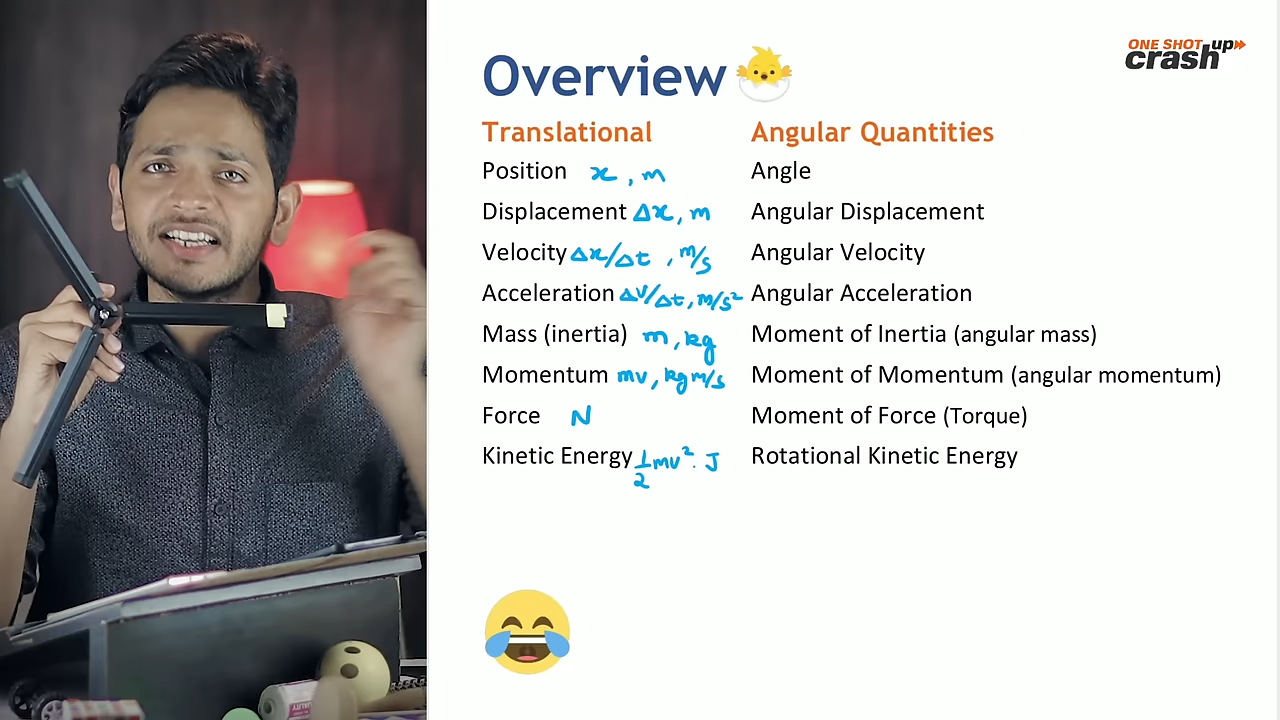 ONE SHOT
crash up
Overview
Translational Angular Quantities
Position x, m Angle
Displacement Δx, m Angular Displacement
Velocity Δx/Δt, m/s Angular Velocity
Acceleration Δv/Δt, m/s² Angular Acceleration
Mass (inertia) m, kg Moment of Inertia (angular mass)
Momentum mv, kg m/s Moment of Momentum (angular momentum)
Force N Moment of Force (Torque)
Kinetic Energy 1/2 mv². J Rotational Kinetic Energy